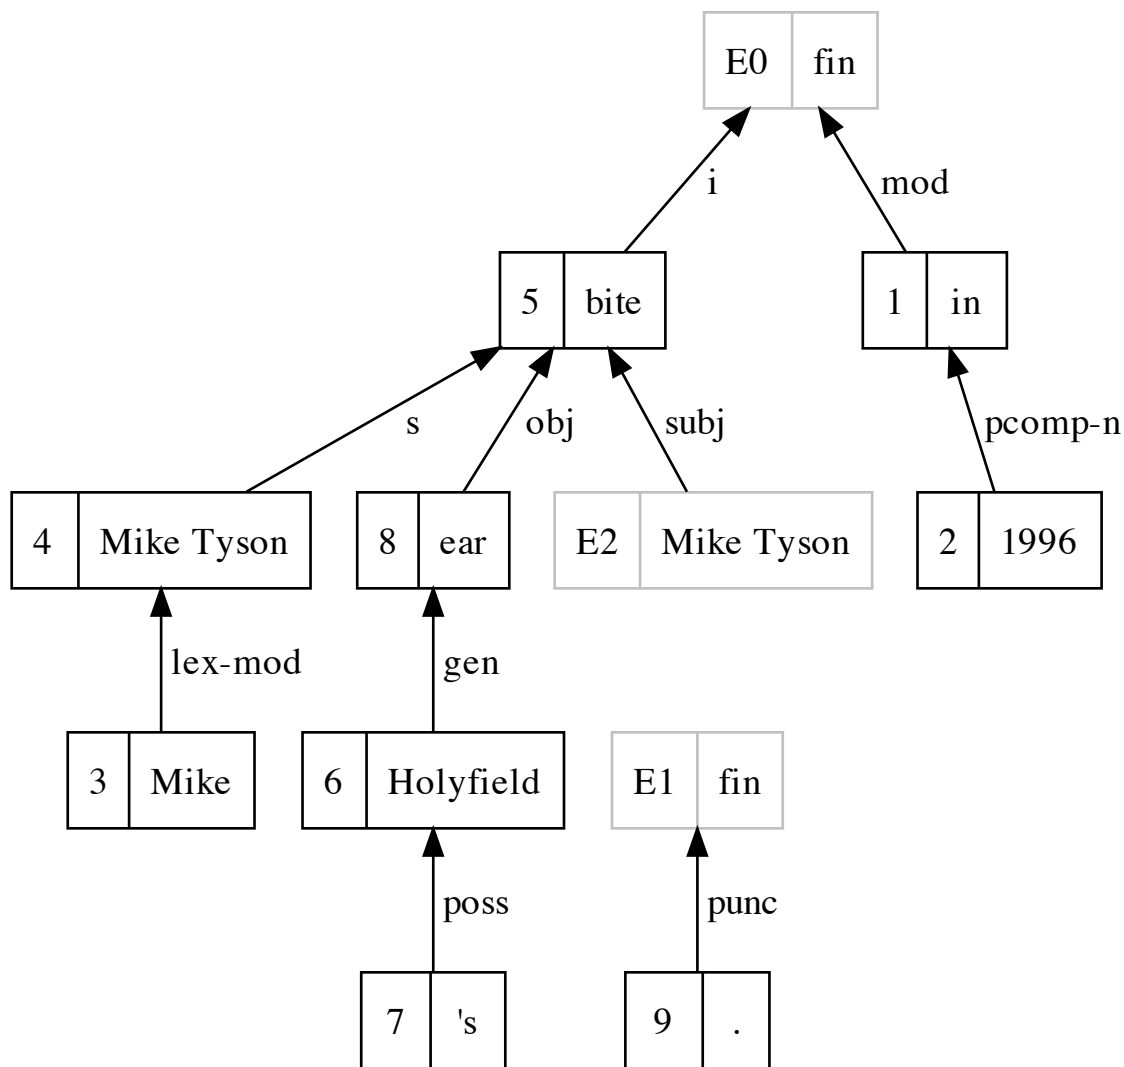 E0 fin
i mod
5 bite 1 in
s obj subj pcomp-n
4 Mike Tyson 8 ear E2 Mike Tyson 2 1996
lex-mod gen
3 Mike 6 Holyfield E1 fin
poss punc
7 's 9 .